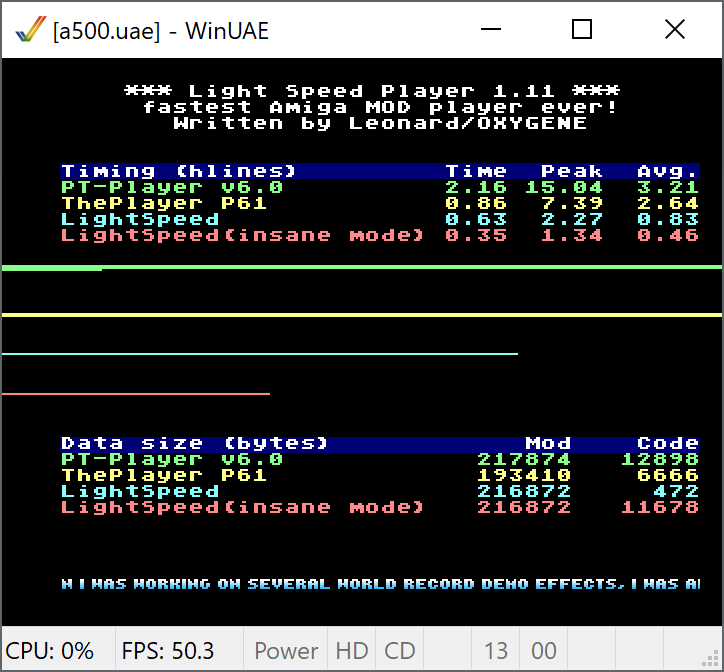 [a500.uae] - WinUAE
*** Light Speed Player 1.11 ***
fastest Amiga MOD player ever!
Written by Leonard/OXYGENE
Timing (hlines) Time Peak Avg.
PT-Player v6.0 2.16 15.04 3.21
ThePlayer P61 0.86 7.39 2.64
LightSpeed 0.63 2.27 0.83
LightSpeed(insane mode) 0.35 1.34 0.46
Data size (bytes) Mod Code
PT-Player v6.0 217874 12898
ThePlayer P61 193410 6666
LightSpeed 216872 472
LightSpeed(insane mode) 216872 11678
N I WAS WORKING ON SEVERAL WORLD RECORD DEMO EFFECTS, I WAS
CPU: 0% FPS: 50.3 Power HD CD 13 00